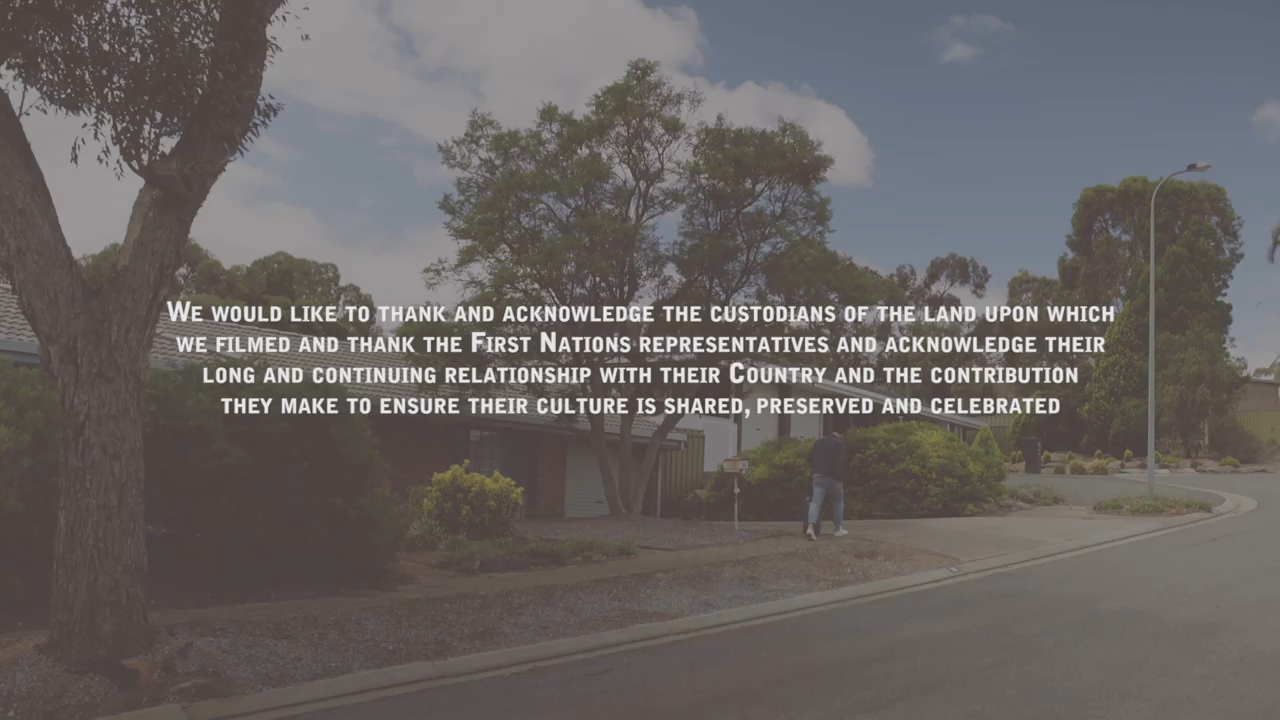 We would like to thank and acknowledge the custodians of the land upon which
we filmed and thank the First Nations representatives and acknowledge their
long and continuing relationship with their Country and the contribution
they make to ensure their culture is shared, preserved and celebrated